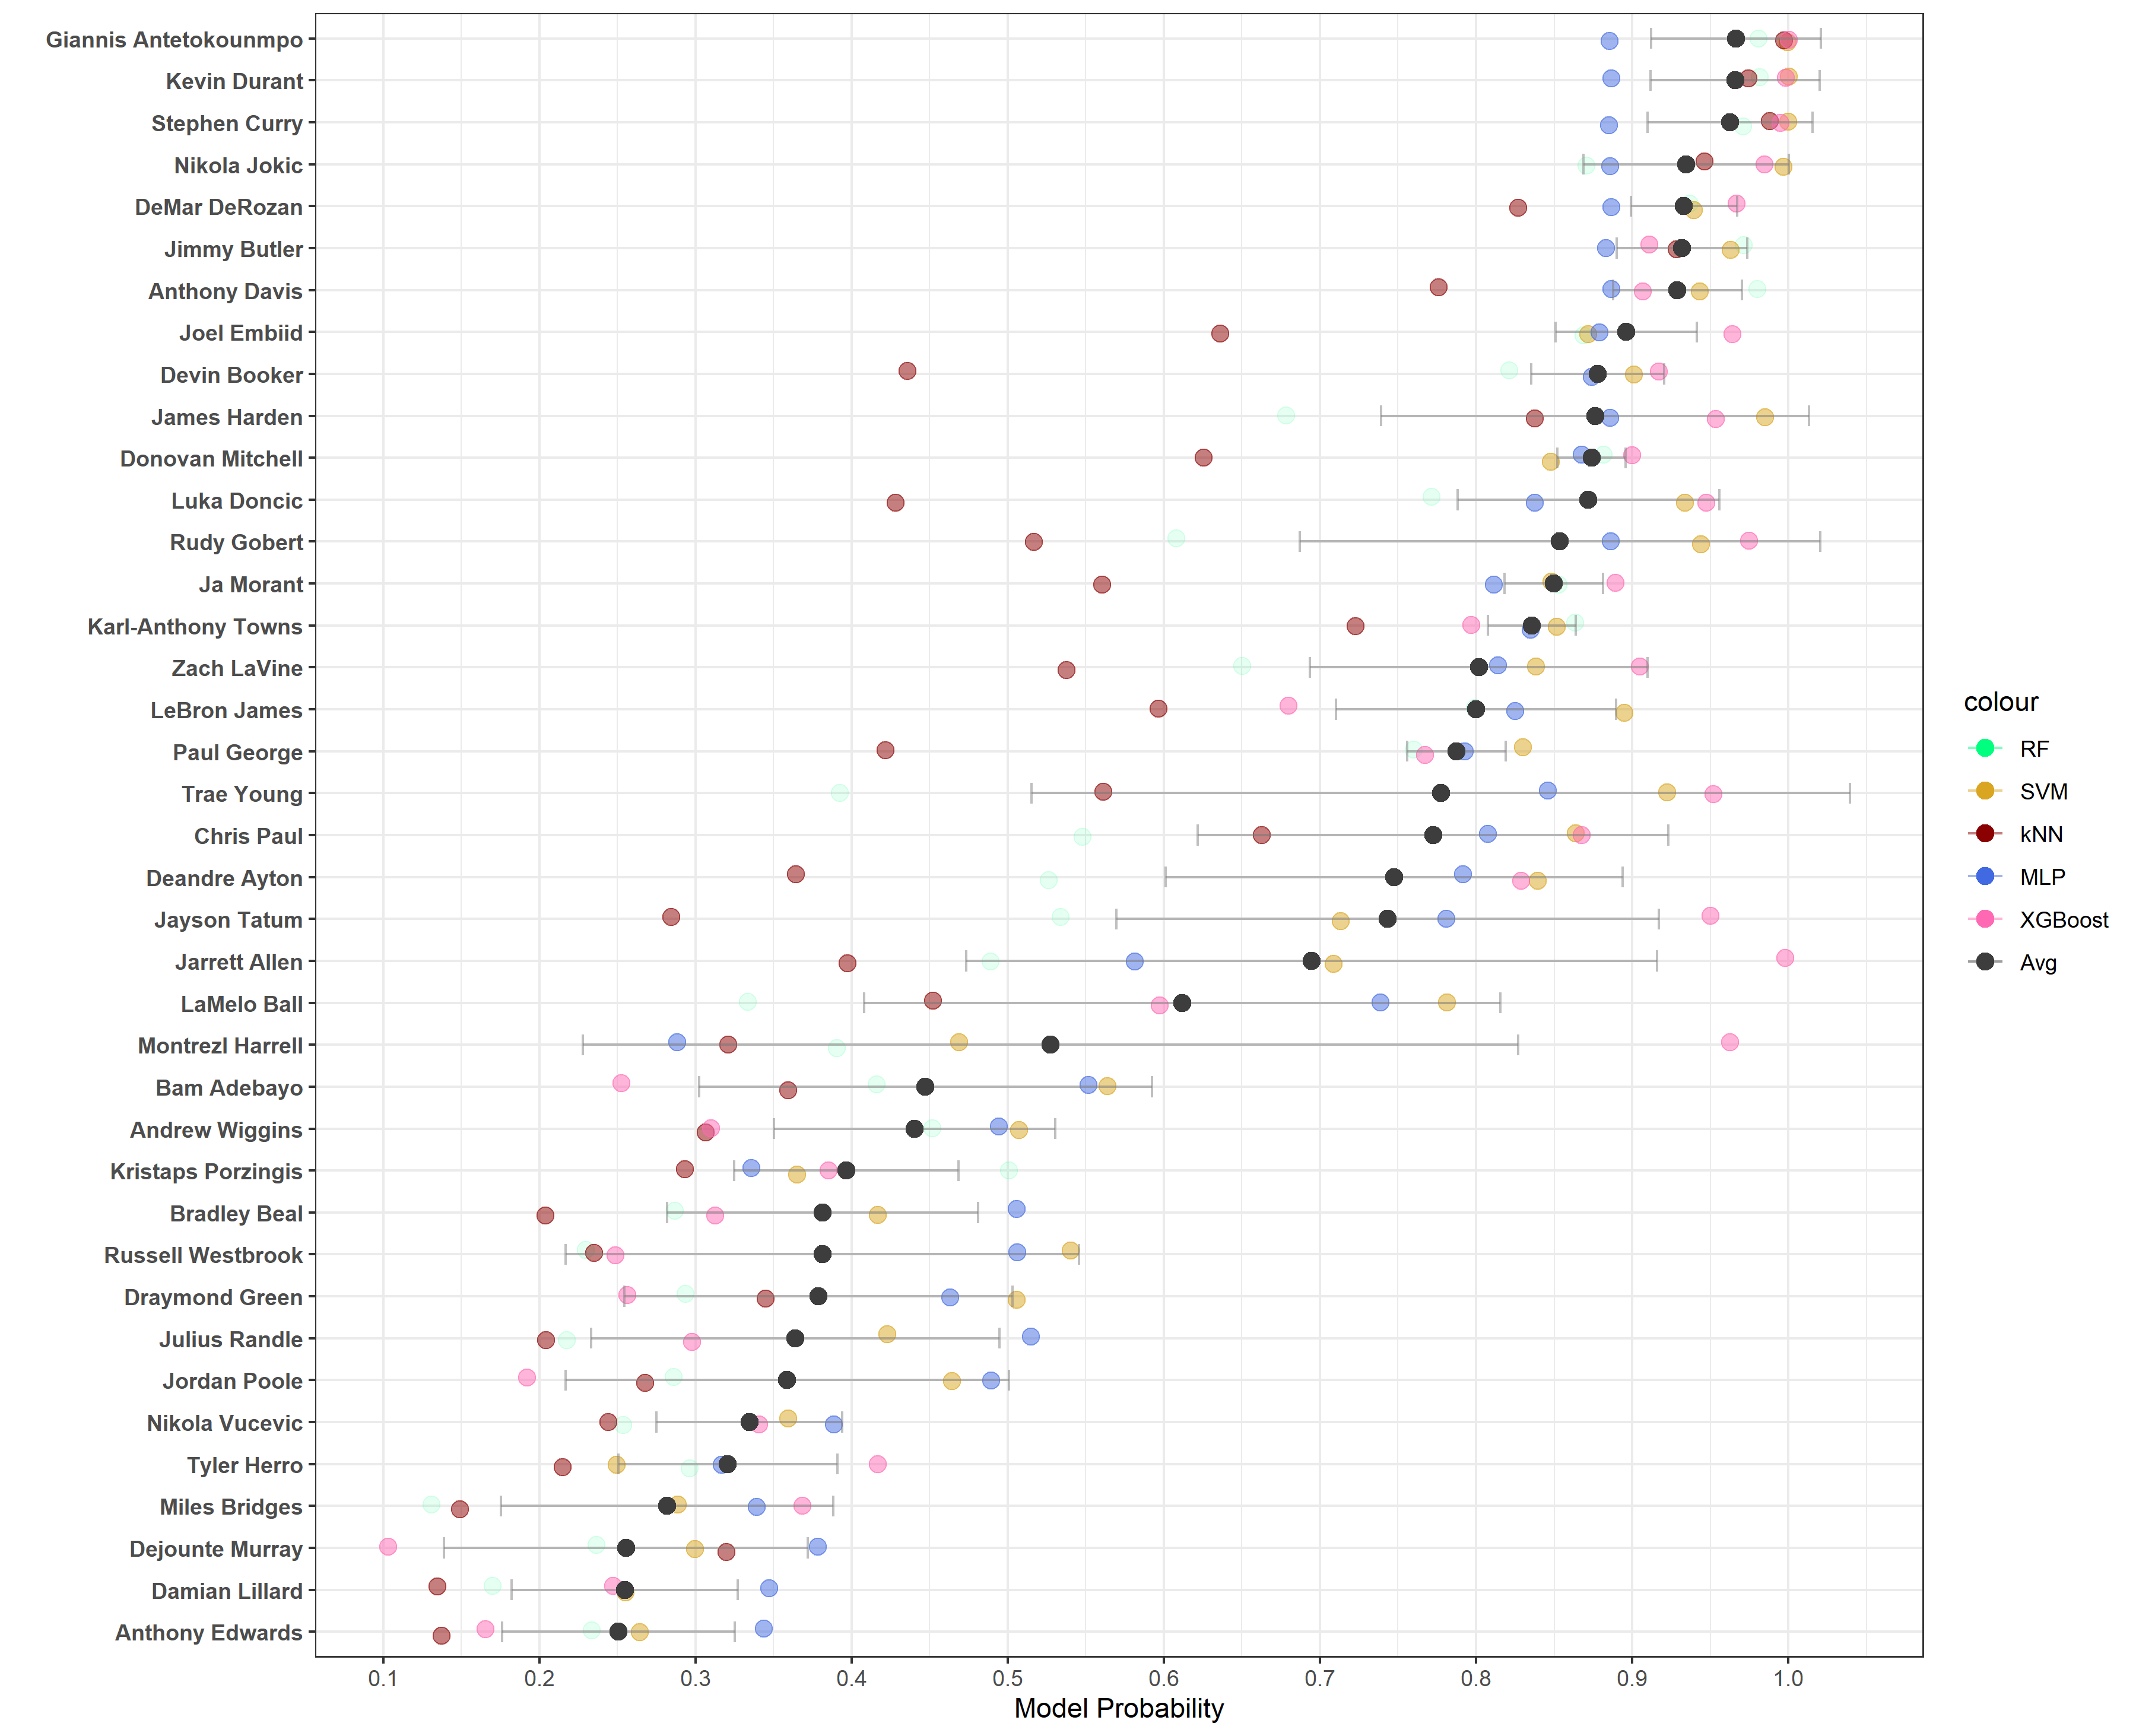 Giannis Antetokounmpo
Kevin Durant
Stephen Curry
Nikola Jokic
DeMar DeRozan
Jimmy Butler
Anthony Davis
Joel Embiid
Devin Booker
James Harden
Donovan Mitchell
Luka Doncic
Rudy Gobert
Ja Morant
Karl-Anthony Towns
Zach LaVine
LeBron James
Paul George
Trae Young
Chris Paul
Deandre Ayton
Jayson Tatum
Jarrett Allen
LaMelo Ball
Montrezl Harrell
Bam Adebayo
Andrew Wiggins
Kristaps Porzingis
Bradley Beal
Russell Westbrook
Draymond Green
Julius Randle
Jordan Poole
Nikola Vucevic
Tyler Herro
Miles Bridges
Dejounte Murray
Damian Lillard
Anthony Edwards
0.1 0.2 0.3 0.4 0.5 0.6 0.7 0.8 0.9 1.0
Model Probability
colour
RF
SVM
kNN
MLP
XGBoost
Avg